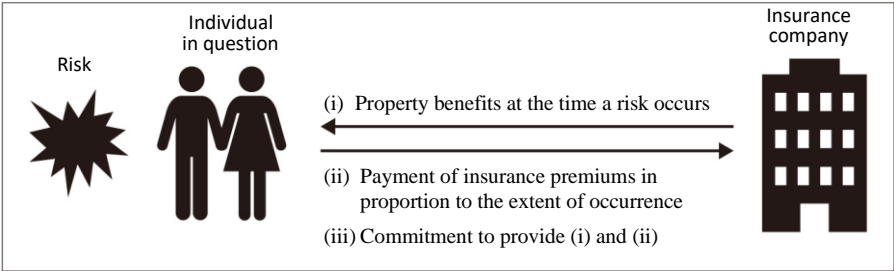 Individual
in question
Insurance
company
Risk
(i) Property benefits at the time a risk occurs
(ii) Payment of insurance premiums in
proportion to the extent of occurrence
(iii) Commitment to provide (i) and (ii)